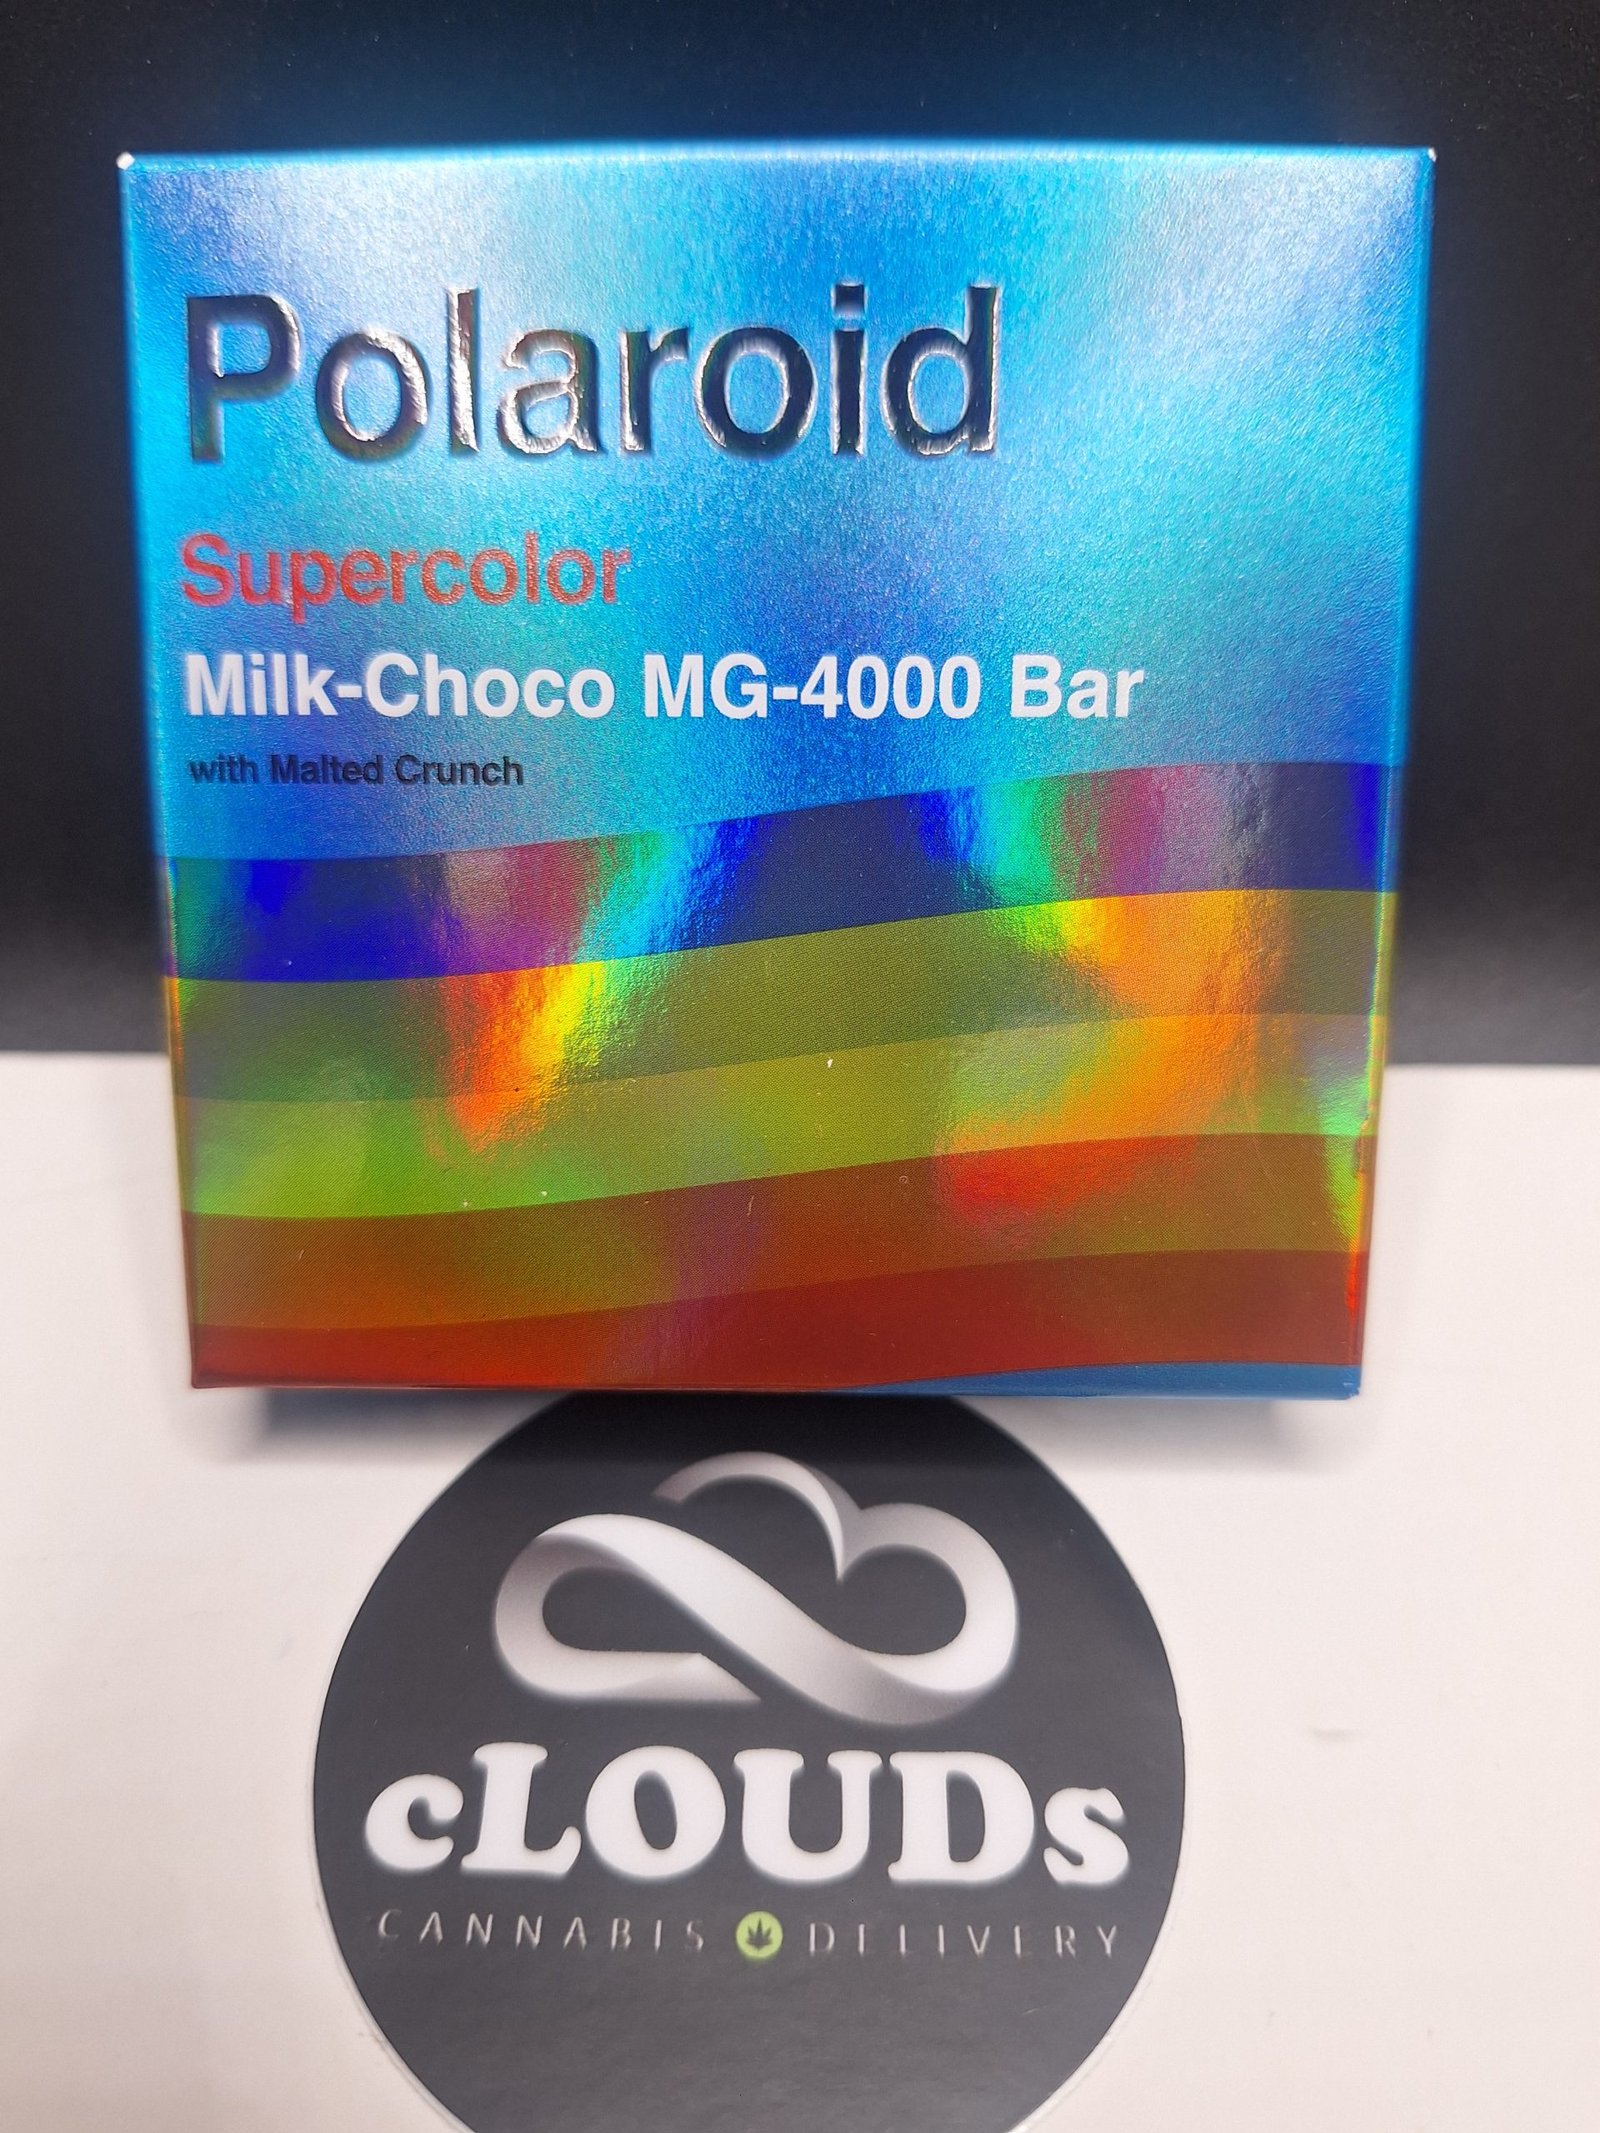 Polaroid
Supercolor
Milk-Choco MG-4000 Bar
with Malted Crunch
cLOUDs
CANNABIS DELIVERY